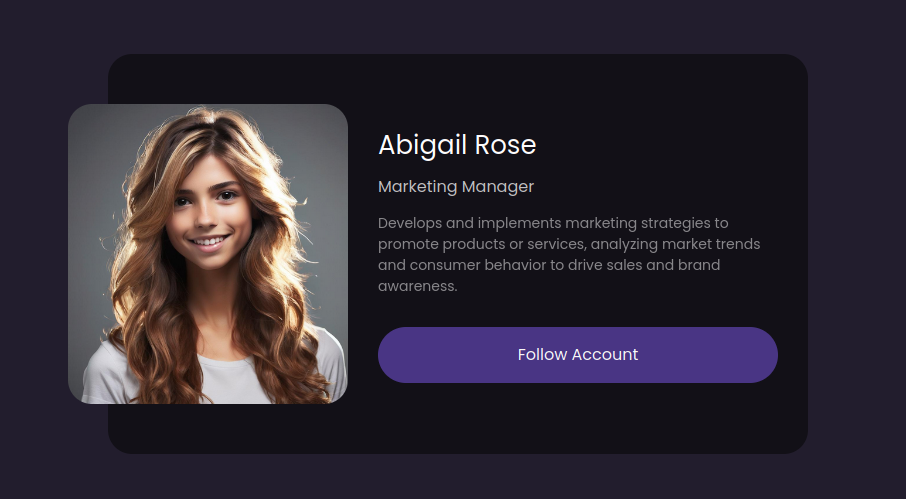 Abigail Rose
Marketing Manager
Develops and implements marketing strategies to
promote products or services, analyzing market trends
and consumer behavior to drive sales and brand
awareness.
Follow Account